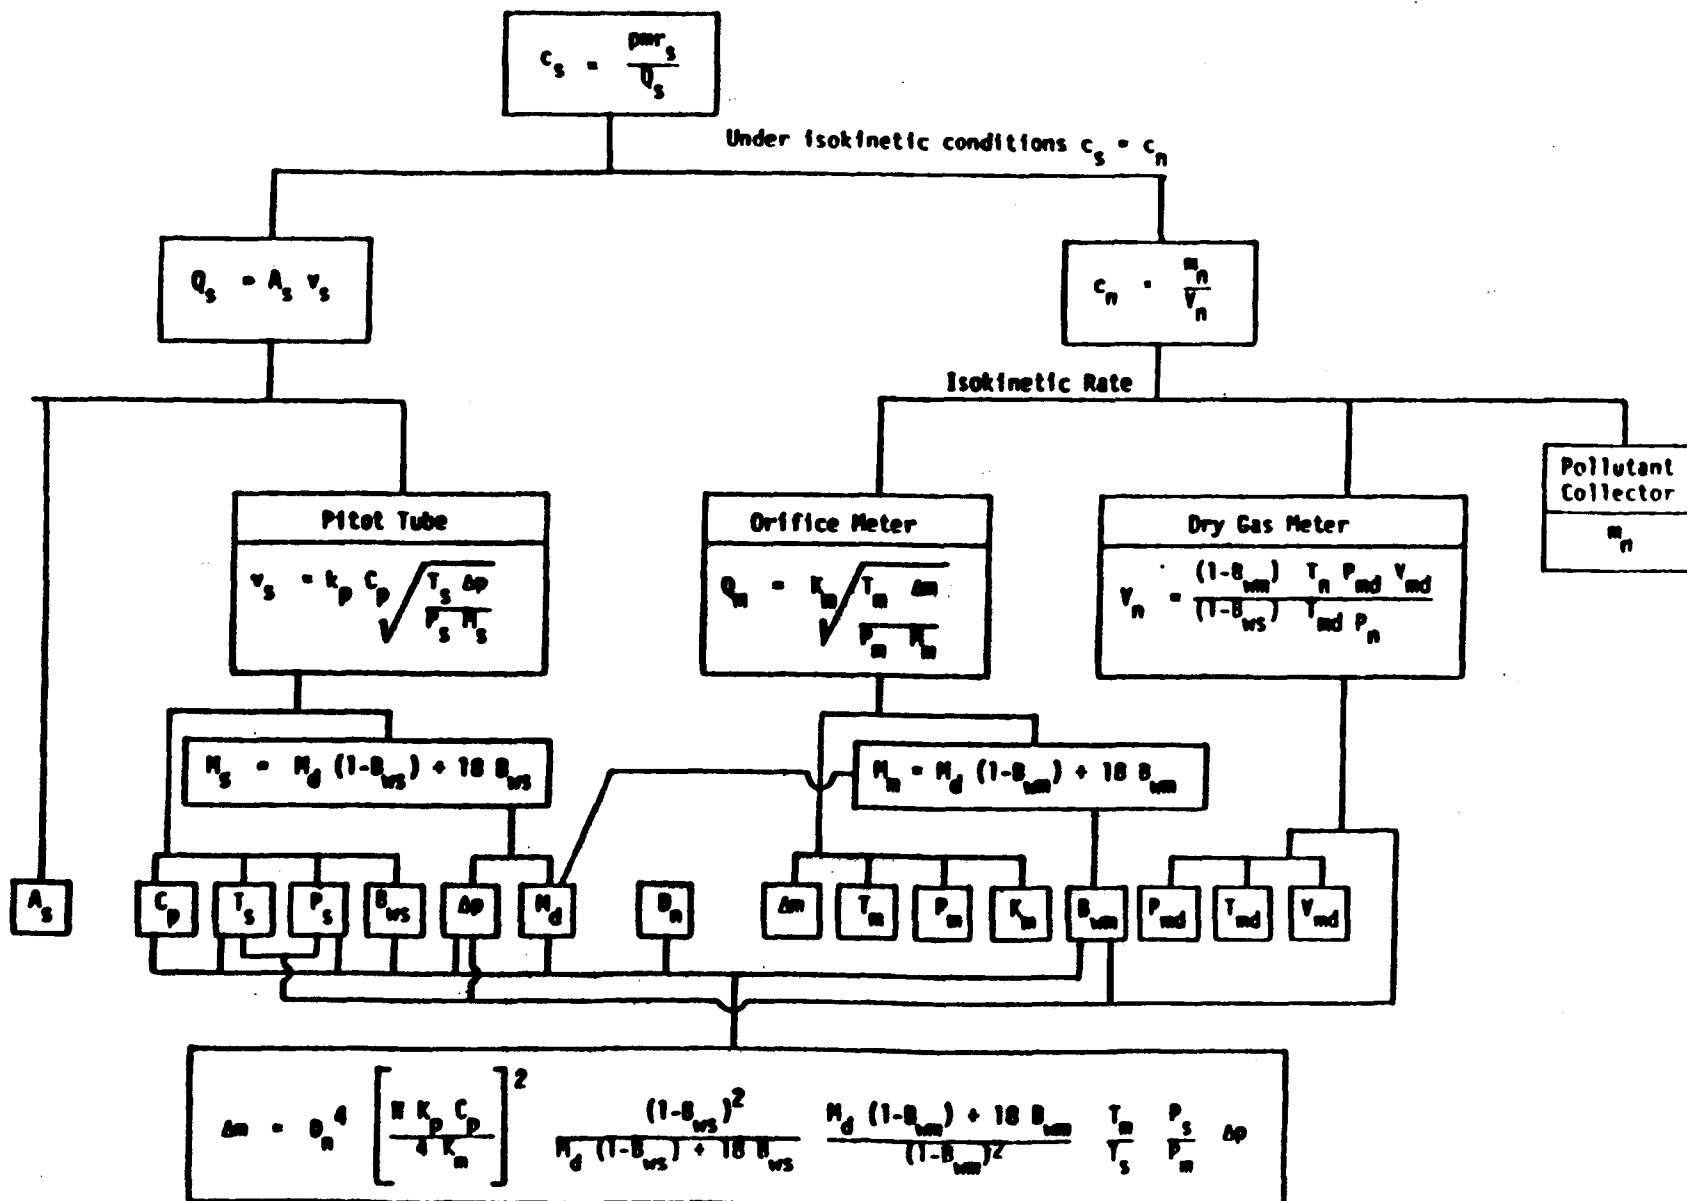 c_s = pmr_s / Q_s
Under isokinetic conditions c_s = c_n
Q_s = A_s v_s
c_n = m_n / V_n
Isokinetic Rate
Pollutant
Collector
m_n
Pitot Tube
v_s = k_p C_p √(T_s Δp / P_s M_s)
Orifice Meter
Q_m = K_m √(T_m Δm / P_m M_m)
Dry Gas Meter
V_n = (1-B_wm) T_n P_md V_md / (1-B_ws) T_md P_n
M_s = M_d (1-B_ws) + 18 B_ws
M_m = M_d (1-B_wm) + 18 B_wm
A_s
C_p
T_s
P_s
B_ws
Δp
M_d
D_n
Δm
T_m
P_m
K_m
B_wm
P_md
T_md
V_md
Δm = D_n^4 [π K_p C_p / 4 K_m]^2 (1-B_ws)^2 / M_d (1-B_ws) + 18 B_ws M_d (1-B_wm) + 18 B_wm / (1-B_wm)^2 T_m / T_s P_s / P_m Δp